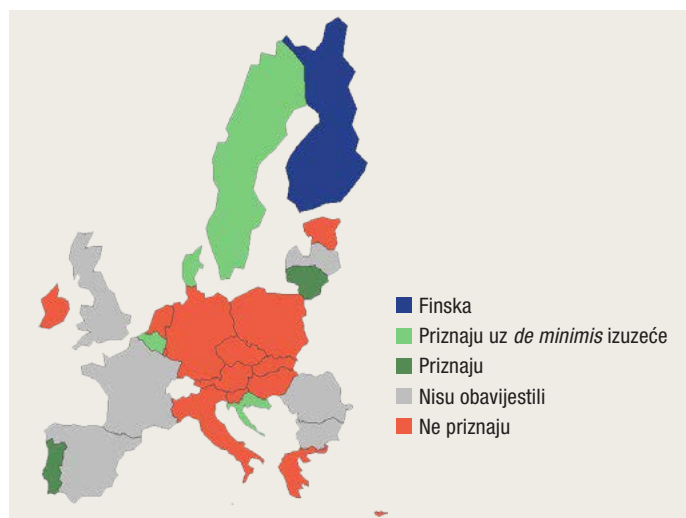 Finska
Priznaju uz de minimis izuzeće
Priznaju
Nisu obavijestili
Ne priznaju